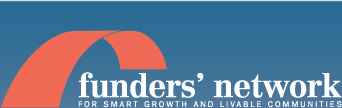 funders' network
FOR SMART GROWTH AND LIVABLE COMMUNITIES